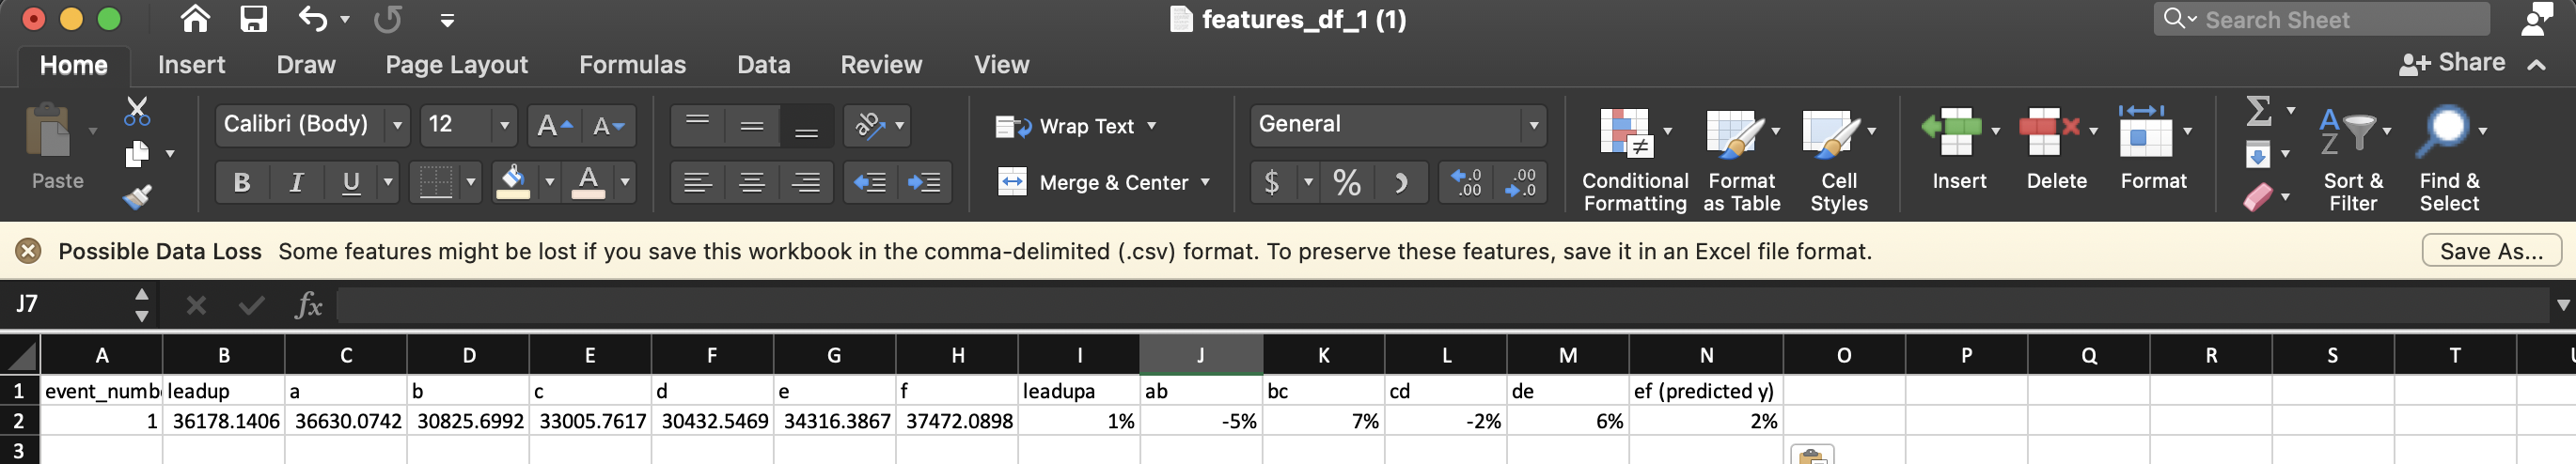 features_df_1 (1)
Search Sheet
Home Insert Draw Page Layout Formulas Data Review View
Share
Paste
Calibri (Body) 12 A A
B I U A
ab
Wrap Text
Merge & Center
General
$ % .0 .00 .00 .0
Conditional Formatting
Format as Table
Cell Styles
Insert
Delete
Format
Σ
A Z
Sort & Filter
Find & Select
Possible Data Loss Some features might be lost if you save this workbook in the comma-delimited (.csv) format. To preserve these features, save it in an Excel file format.
Save As...
J7 fx
A B C D E F G H I J K L M N O P Q R S T
1 event_numb leadup a b c d e f leadupa ab bc cd de ef (predicted y)
2 1 36178.1406 36630.0742 30825.6992 33005.7617 30432.5469 34316.3867 37472.0898 1% -5% 7% -2% 6% 2%
3